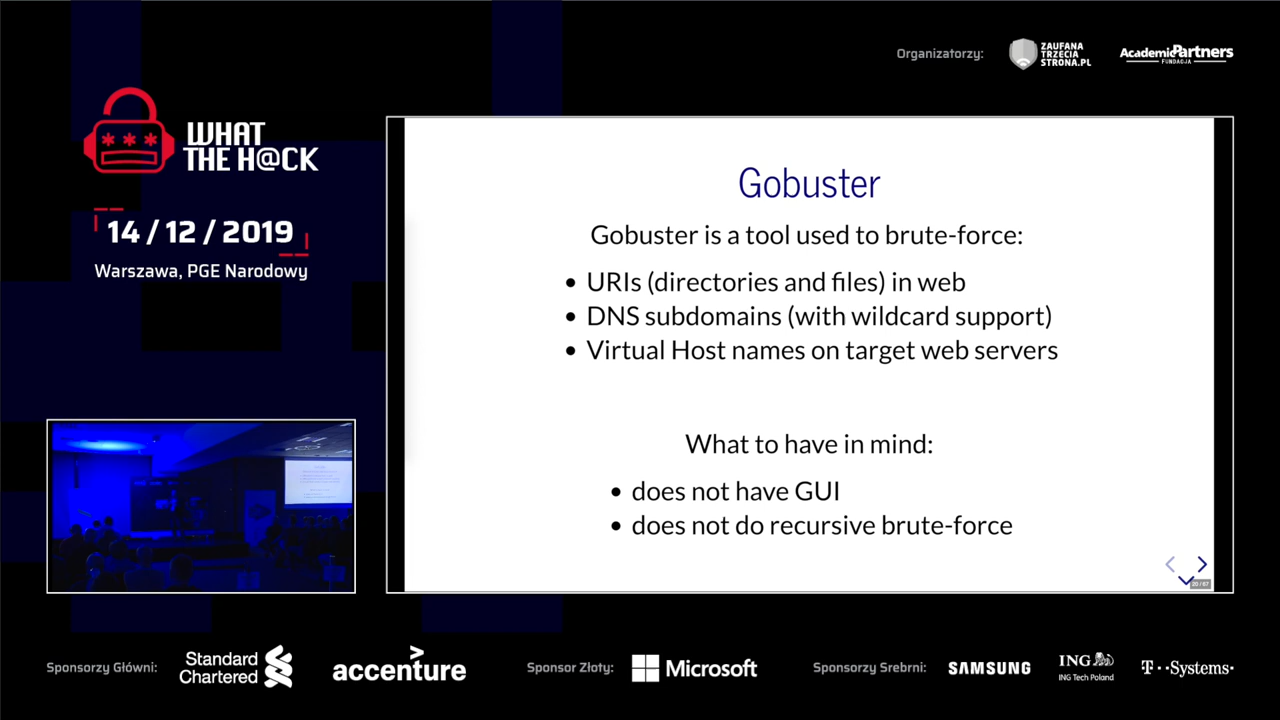 Organizatorzy:
ZAUFANA
TRZECIA
STRONA.PL
AcademicPartners
FUNDACJA
WHAT
THE H@CK
14 / 12 / 2019
Warszawa, PGE Narodowy
Gobuster
Gobuster is a tool used to brute-force:
• URIs (directories and files) in web
• DNS subdomains (with wildcard support)
• Virtual Host names on target web servers
What to have in mind:
• does not have GUI
• does not do recursive brute-force
20 / 67
Sponsorzy Główni:
Standard
Chartered
accenture
Sponsor Złoty:
Microsoft
Sponsorzy Srebrni:
SAMSUNG
ING
ING Tech Poland
T··Systems·